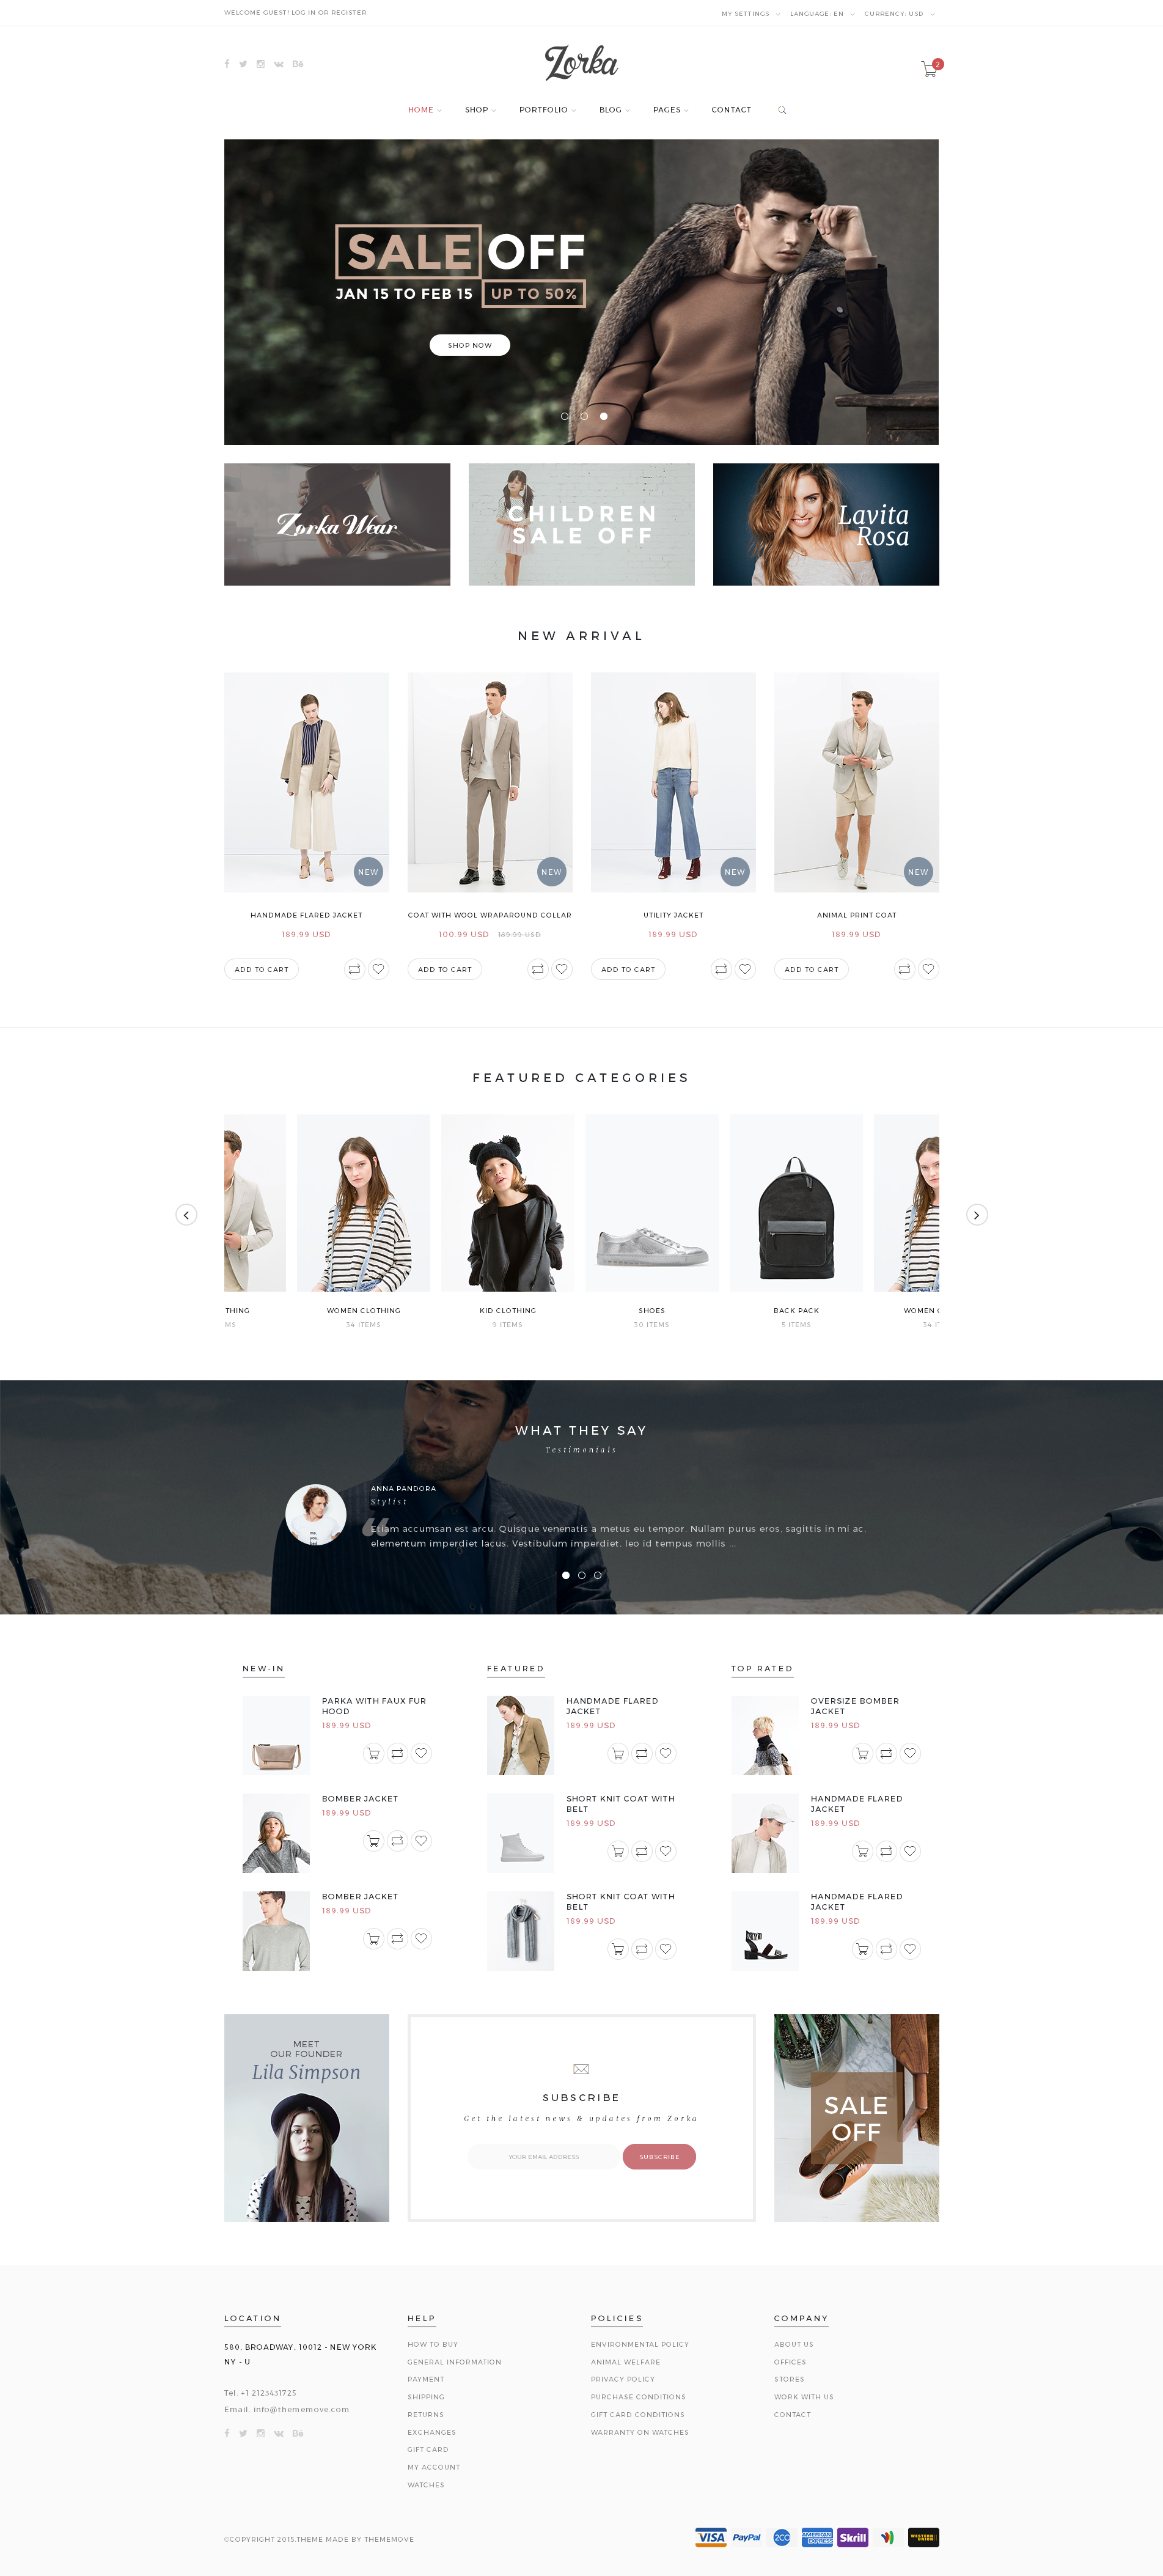 WELCOME GUEST! LOG IN OR REGISTER
MY SETTINGS
LANGUAGE: EN
CURRENCY: USD
Zorka
2
HOME
SHOP
PORTFOLIO
BLOG
PAGES
CONTACT
SALE OFF
JAN 15 TO FEB 15 UP TO 50%
SHOP NOW
Zorka Wear
CHILDREN
SALE OFF
Lavita
Rosa
NEW ARRIVAL
NEW
NEW
NEW
NEW
HANDMADE FLARED JACKET
189.99 USD
ADD TO CART
COAT WITH WOOL WRAPAROUND COLLAR
100.99 USD 189.99 USD
ADD TO CART
UTILITY JACKET
189.99 USD
ADD TO CART
ANIMAL PRINT COAT
189.99 USD
ADD TO CART
FEATURED CATEGORIES
THING
MS
WOMEN CLOTHING
34 ITEMS
KID CLOTHING
9 ITEMS
SHOES
30 ITEMS
BACK PACK
5 ITEMS
WOMEN
34
WHAT THEY SAY
Testimonials
ANNA PANDORA
Stylist
Etiam accumsan est arcu. Quisque venenatis a metus eu tempor. Nullam purus eros, sagittis in mi ac,
elementum imperdiet lacus. Vestibulum imperdiet, leo id tempus mollis ...
NEW-IN
PARKA WITH FAUX FUR
HOOD
189.99 USD
BOMBER JACKET
189.99 USD
BOMBER JACKET
189.99 USD
FEATURED
HANDMADE FLARED
JACKET
189.99 USD
SHORT KNIT COAT WITH
BELT
189.99 USD
SHORT KNIT COAT WITH
BELT
189.99 USD
TOP RATED
OVERSIZE BOMBER
JACKET
189.99 USD
HANDMADE FLARED
JACKET
189.99 USD
HANDMADE FLARED
JACKET
189.99 USD
MEET
OUR FOUNDER
Lila Simpson
SUBSCRIBE
Get the latest news & updates from Zorka
YOUR EMAIL ADDRESS
SUBSCRIBE
SALE
OFF
LOCATION
580, BROADWAY, 10012 - NEW YORK
NY - U
Tel. +1 2123431725
Email. info@thememove.com
HELP
HOW TO BUY
GENERAL INFORMATION
PAYMENT
SHIPPING
RETURNS
EXCHANGES
GIFT CARD
MY ACCOUNT
WATCHES
POLICIES
ENVIRONMENTAL POLICY
ANIMAL WELFARE
PRIVACY POLICY
PURCHASE CONDITIONS
GIFT CARD CONDITIONS
WARRANTY ON WATCHES
COMPANY
ABOUT US
OFFICES
STORES
WORK WITH US
CONTACT
©COPYRIGHT 2015.THEME MADE BY THEMEMOVE
VISA
PayPal
2CO
AMERICAN EXPRESS
Skrill
WESTERN UNION